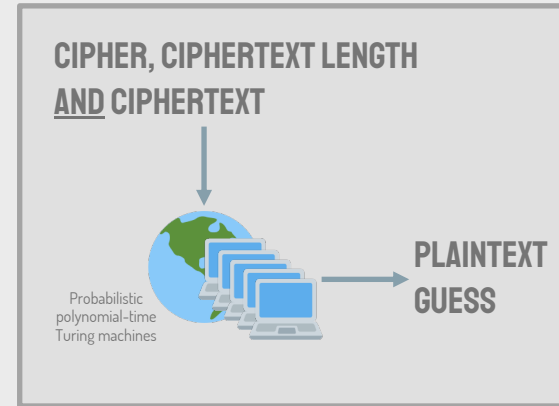 CIPHER, CIPHERTEXT LENGTH
AND CIPHERTEXT
PLAINTEXT
GUESS
Probabilistic
polynomial-time
Turing machines